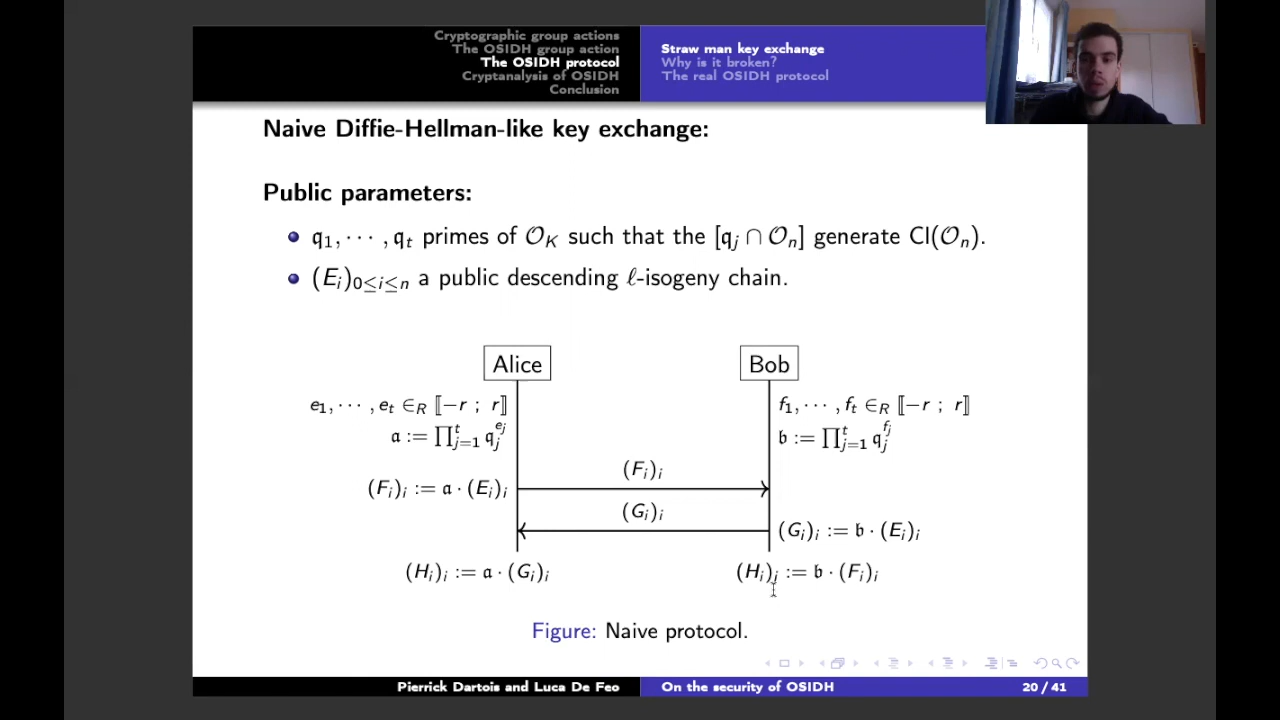 Cryptographic group actions
The OSIDH group action
The OSIDH protocol
Cryptanalysis of OSIDH
Conclusion
Straw man key exchange
Why is it broken?
The real OSIDH protocol
Naive Diffie-Hellman-like key exchange:
Public parameters:
𝔮₁, ⋯ , 𝔮ₜ primes of 𝒪_K such that the [𝔮ⱼ ∩ 𝒪ₙ] generate Cl(𝒪ₙ).
(Eᵢ)₀≤ᵢ≤ₙ a public descending ℓ-isogeny chain.
Alice
Bob
e₁, ⋯ , eₜ ∈_R ⟦−r ; r⟧
f₁, ⋯ , fₜ ∈_R ⟦−r ; r⟧
𝔞 := ∏ᵗⱼ₌₁ 𝔮ⱼ^{eⱼ}
𝔟 := ∏ᵗⱼ₌₁ 𝔮ⱼ^{fⱼ}
(Fᵢ)ᵢ
(Fᵢ)ᵢ := 𝔞 · (Eᵢ)ᵢ
(Gᵢ)ᵢ
(Gᵢ)ᵢ := 𝔟 · (Eᵢ)ᵢ
(Hᵢ)ᵢ := 𝔞 · (Gᵢ)ᵢ
(Hᵢ)ᵢ := 𝔟 · (Fᵢ)ᵢ
Figure: Naive protocol.
Pierrick Dartois and Luca De Feo
On the security of OSIDH
20 / 41